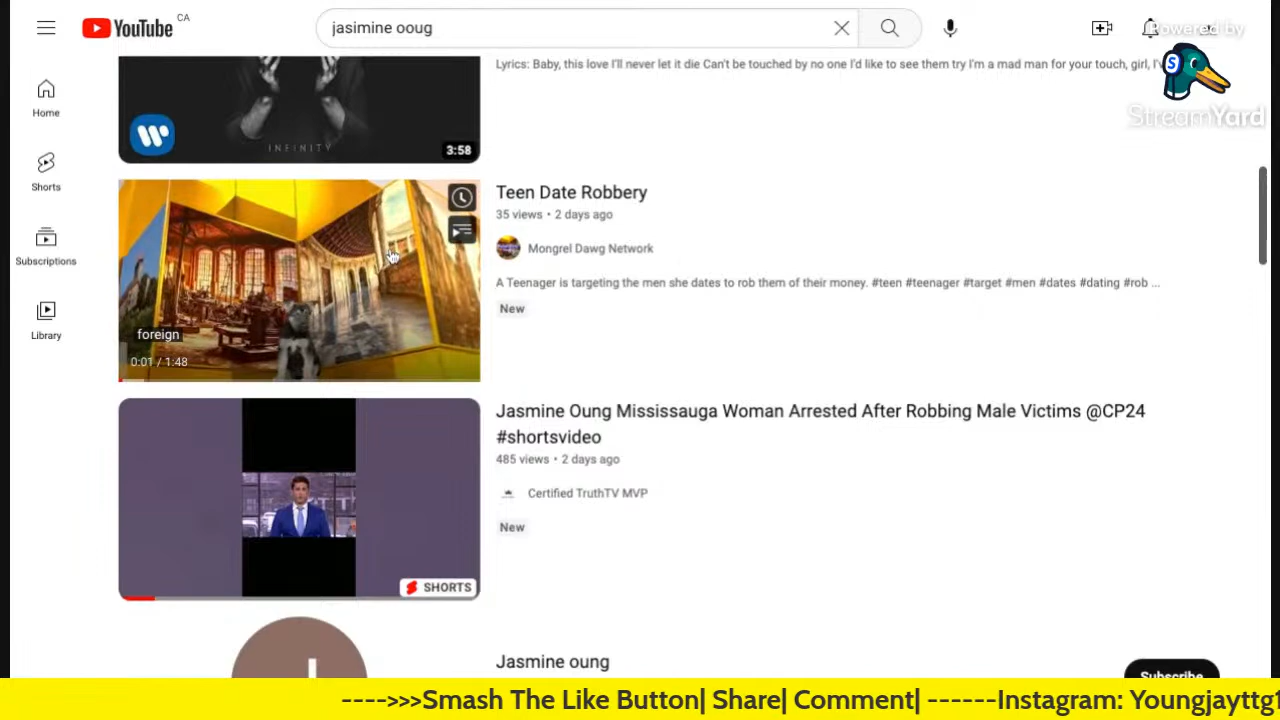 YouTube CA
jasimine ooug
Powered by
StreamYard
S
Home
Shorts
Subscriptions
Library
Lyrics: Baby, this love I'll never let it die Can't be touched by no one I'd like to see them try I'm a mad man for your touch, girl,
INFINITY
3:58
Teen Date Robbery
35 views • 2 days ago
Mongrel Dawg Network
A Teenager is targeting the men she dates to rob them of their money. #teen #teenager #target #men #dates #dating #rob ...
New
foreign
0:01 / 1:48
Jasmine Oung Mississauga Woman Arrested After Robbing Male Victims @CP24
#shortsvideo
485 views • 2 days ago
Certified TruthTV MVP
New
SHORTS
Jasmine oung
Subscribe
---->>>Smash The Like Button| Share| Comment| ------Instagram: Youngjayttg